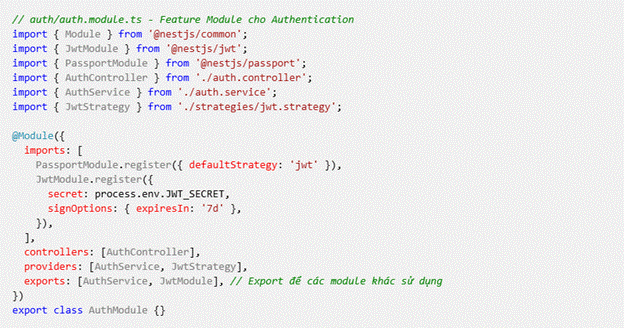 // auth/auth.module.ts - Feature Module cho Authentication
import { Module } from '@nestjs/common';
import { JwtModule } from '@nestjs/jwt';
import { PassportModule } from '@nestjs/passport';
import { AuthController } from './auth.controller';
import { AuthService } from './auth.service';
import { JwtStrategy } from './strategies/jwt.strategy';

@Module({
  imports: [
    PassportModule.register({ defaultStrategy: 'jwt' }),
    JwtModule.register({
      secret: process.env.JWT_SECRET,
      signOptions: { expiresIn: '7d' },
    }),
  ],
  controllers: [AuthController],
  providers: [AuthService, JwtStrategy],
  exports: [AuthService, JwtModule], // Export để các module khác sử dụng
})
export class AuthModule {}